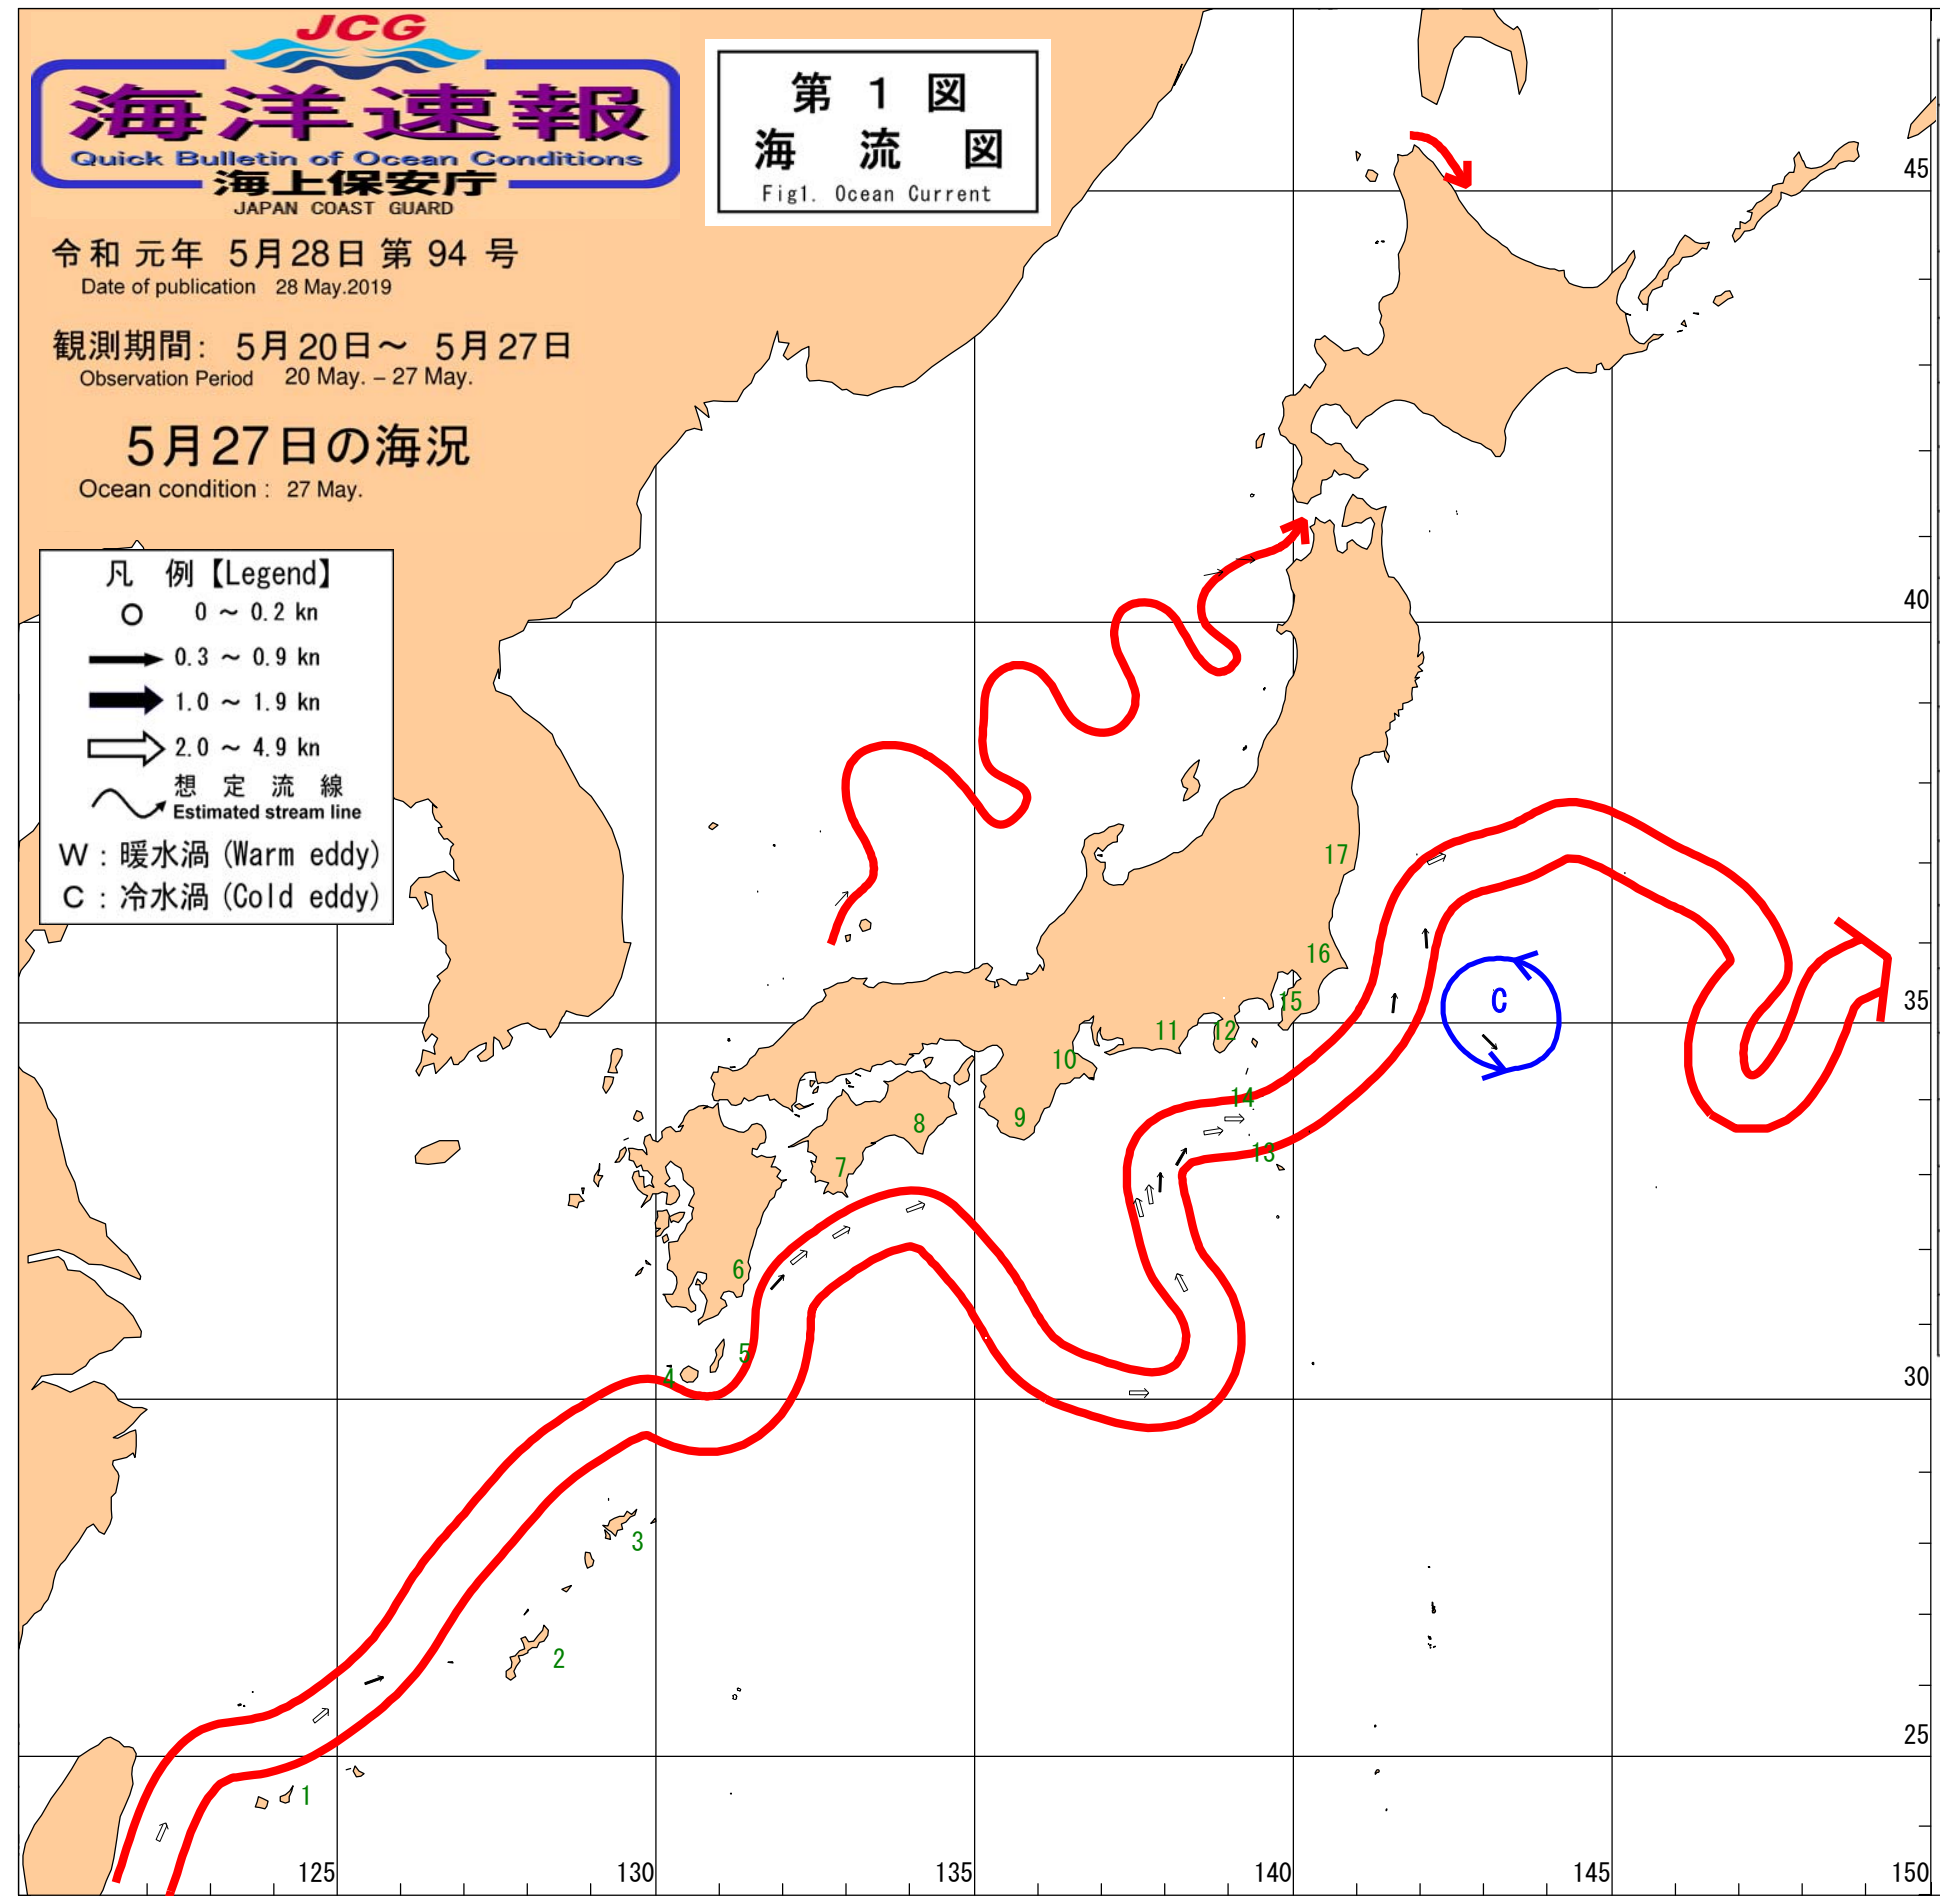 JCG
海洋速報
Quick Bulletin of Ocean Conditions
海上保安庁
JAPAN COAST GUARD
第 1 図
海 流 図
Fig1. Ocean Current
令和 元年 5月28日 第 94 号
Date of publication 28 May.2019
観測期間: 5月20日~ 5月27日
Observation Period 20 May. – 27 May.
5月27日の海況
Ocean condition : 27 May.
凡 例【Legend】
0 ~ 0.2 kn
0.3 ~ 0.9 kn
1.0 ~ 1.9 kn
2.0 ~ 4.9 kn
想 定 流 線
Estimated stream line
W : 暖水渦 (Warm eddy)
C : 冷水渦 (Cold eddy)
45
40
17
16
C
35
15
14
13
12
11
10
9
8
7
6
5
4
30
3
2
25
1
125
130
135
140
145
150